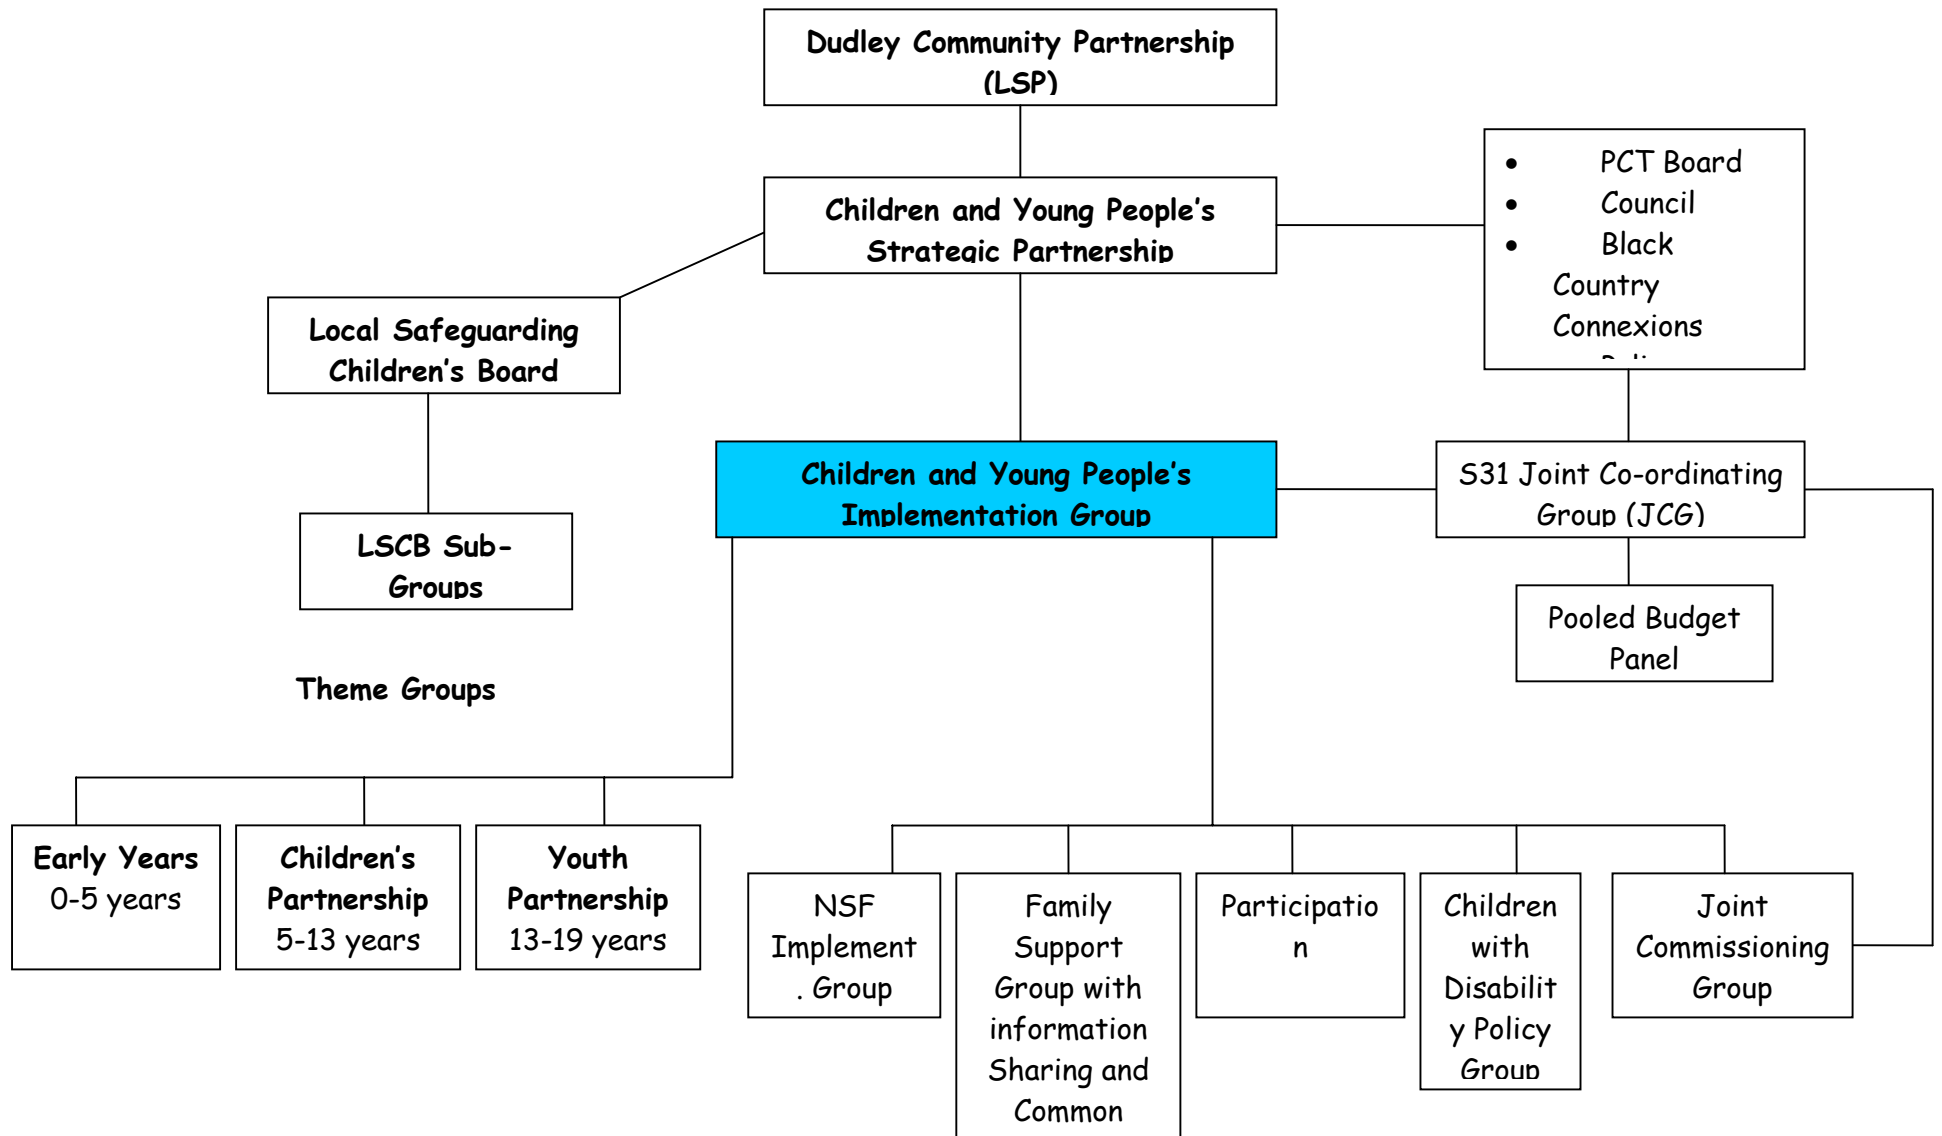 Dudley Community Partnership
(LSP)
Children and Young People's
Strategic Partnership
• PCT Board
• Council
• Black
Country
Connexions
Local Safeguarding
Children's Board
Children and Young People's
Implementation Group
S31 Joint Co-ordinating
Group (JCG)
LSCB Sub-
Groups
Pooled Budget
Panel
Theme Groups
Early Years
0-5 years
Children's
Partnership
5-13 years
Youth
Partnership
13-19 years
NSF
Implement
. Group
Family
Support
Group with
information
Sharing and
Common
Participatio
n
Children
with
Disabilit
y Policy
Group
Joint
Commissioning
Group